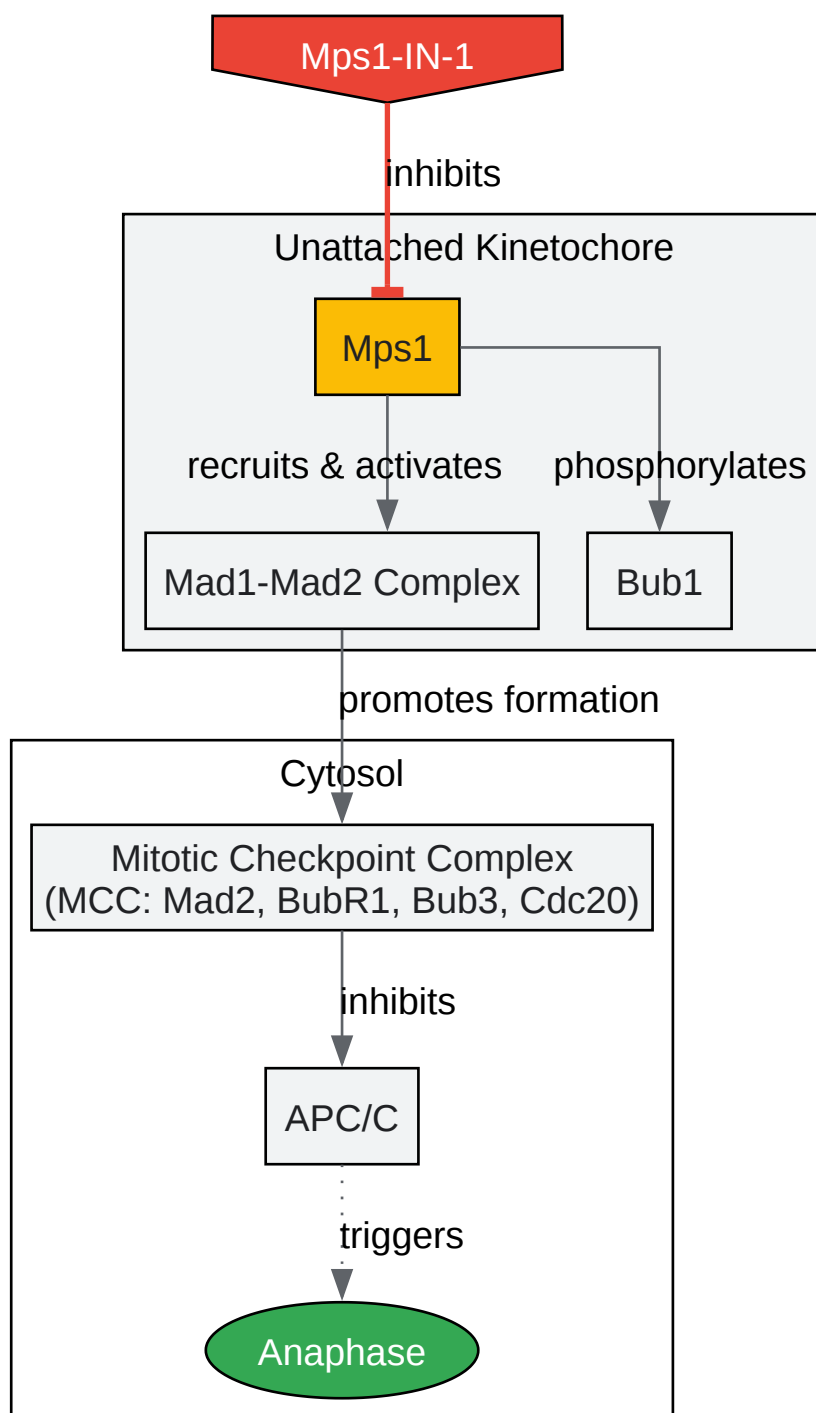 Mps1-IN-1
inhibits
Unattached Kinetochore
Mps1
recruits & activates
phosphorylates
Mad1-Mad2 Complex
Bub1
promotes formation
Cytosol
Mitotic Checkpoint Complex
(MCC: Mad2, BubR1, Bub3, Cdc20)
inhibits
APC/C
triggers
Anaphase